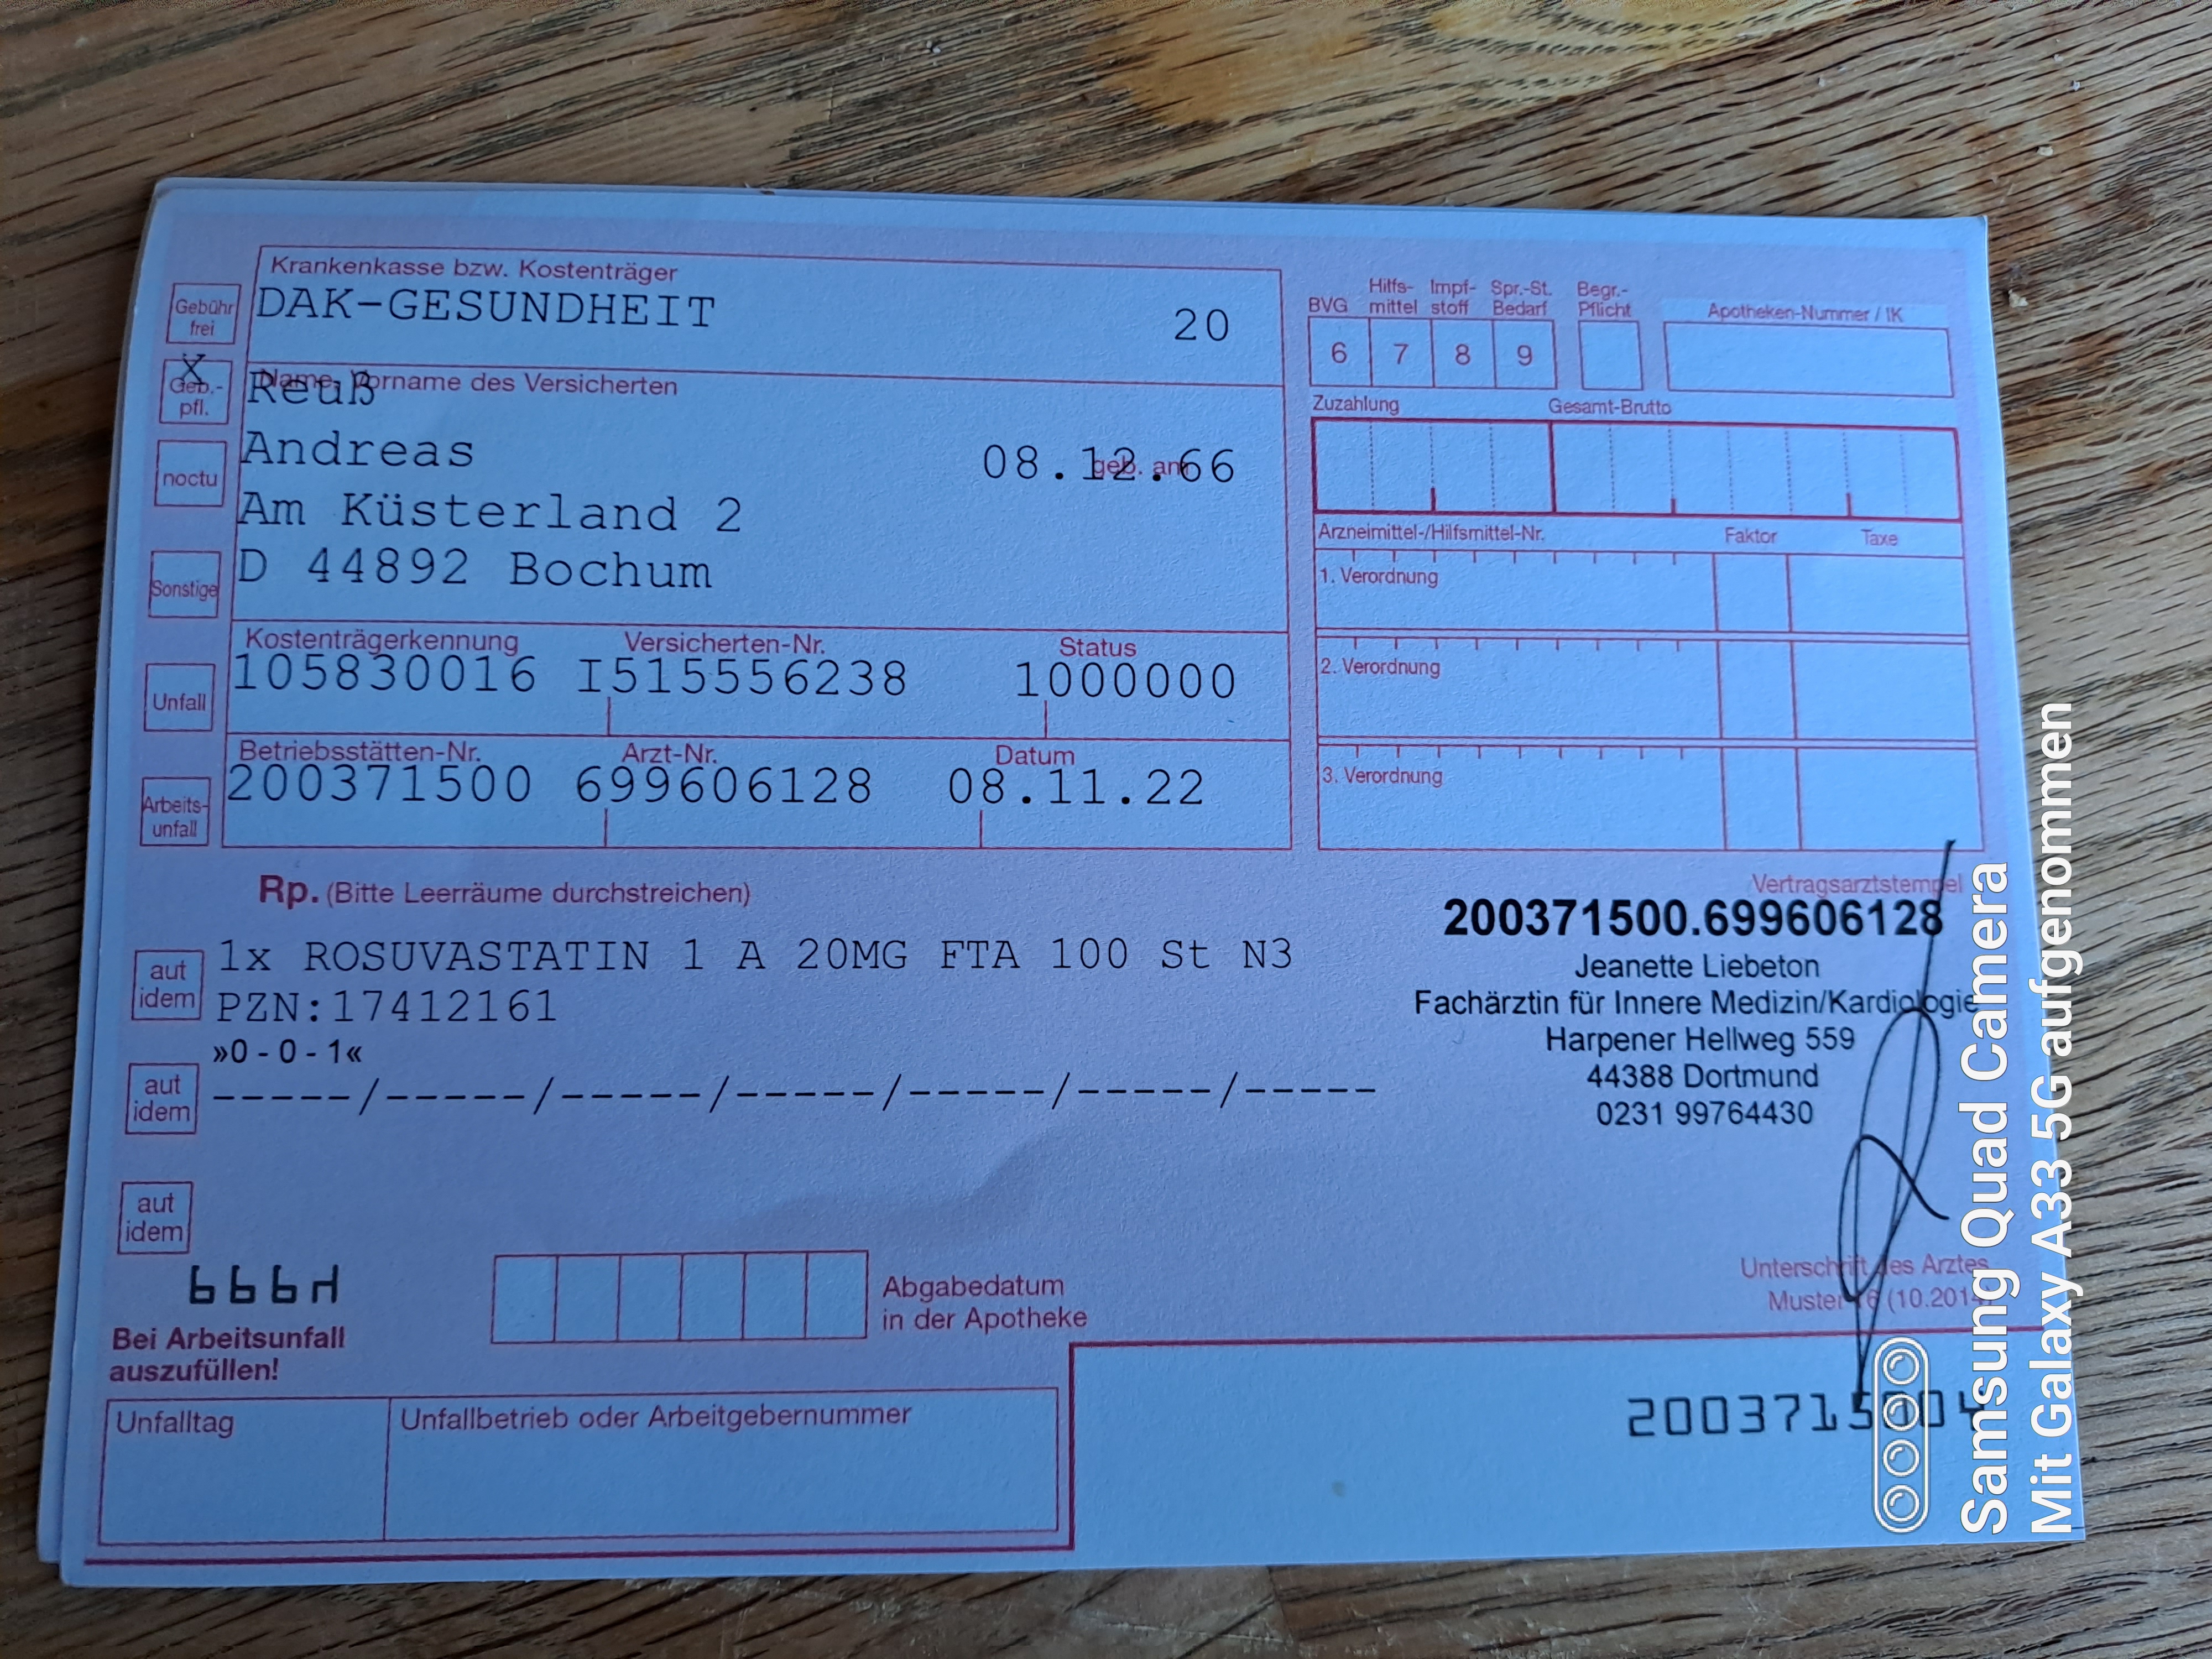 Krankenkasse bzw. Kostenträger
DAK-GESUNDHEIT 20
Name, Vorname des Versicherten
Reuß
geb. am
Andreas 08.12.66
Am Küsterland 2
D 44892 Bochum
Kostenträgerkennung Versicherten-Nr. Status
105830016 I515556238 1000000
Betriebsstätten-Nr. Arzt-Nr. Datum
200371500 699606128 08.11.22
Gebühr frei
X
Geb.-pfl.
noctu
Sonstige
Unfall
Arbeits-unfall
BVG Hilfs-mittel Impf-stoff Spr.-St. Bedarf Begr.-Pflicht Apotheken-Nummer / IK
6 7 8 9
Zuzahlung Gesamt-Brutto
Arzneimittel-/Hilfsmittel-Nr. Faktor Taxe
1. Verordnung
2. Verordnung
3. Verordnung
Rp. (Bitte Leerräume durchstreichen)
Vertragsarztstempel
aut idem
1x ROSUVASTATIN 1 A 20MG FTA 100 St N3
PZN:17412161
»0-0-1«
aut idem
-----/-----/-----/-----/-----/-----/-----/----
aut idem
200371500.699606128
Jeanette Liebeton
Fachärztin für Innere Medizin/Kardiologie
Harpener Hellweg 559
44388 Dortmund
0231 99764430
Bei Arbeitsunfall
auszufüllen!
Abgabedatum
in der Apotheke
Unterschrift des Arztes
Muster 16 (10.2014)
Unfalltag
Unfallbetrieb oder Arbeitgebernummer
Samsung Quad Camera
Mit Galaxy A33 5G aufgenommen